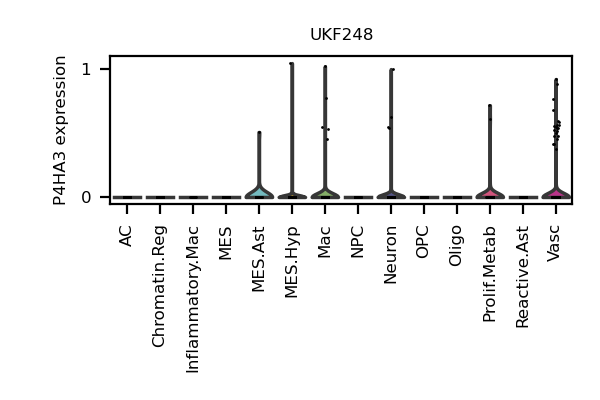 UKF248
P4HA3 expression
1
0
AC
Chromatin.Reg
Inflammatory.Mac
MES
MES.Ast
MES.Hyp
Mac
NPC
Neuron
OPC
Oligo
Prolif.Metab
Reactive.Ast
Vasc